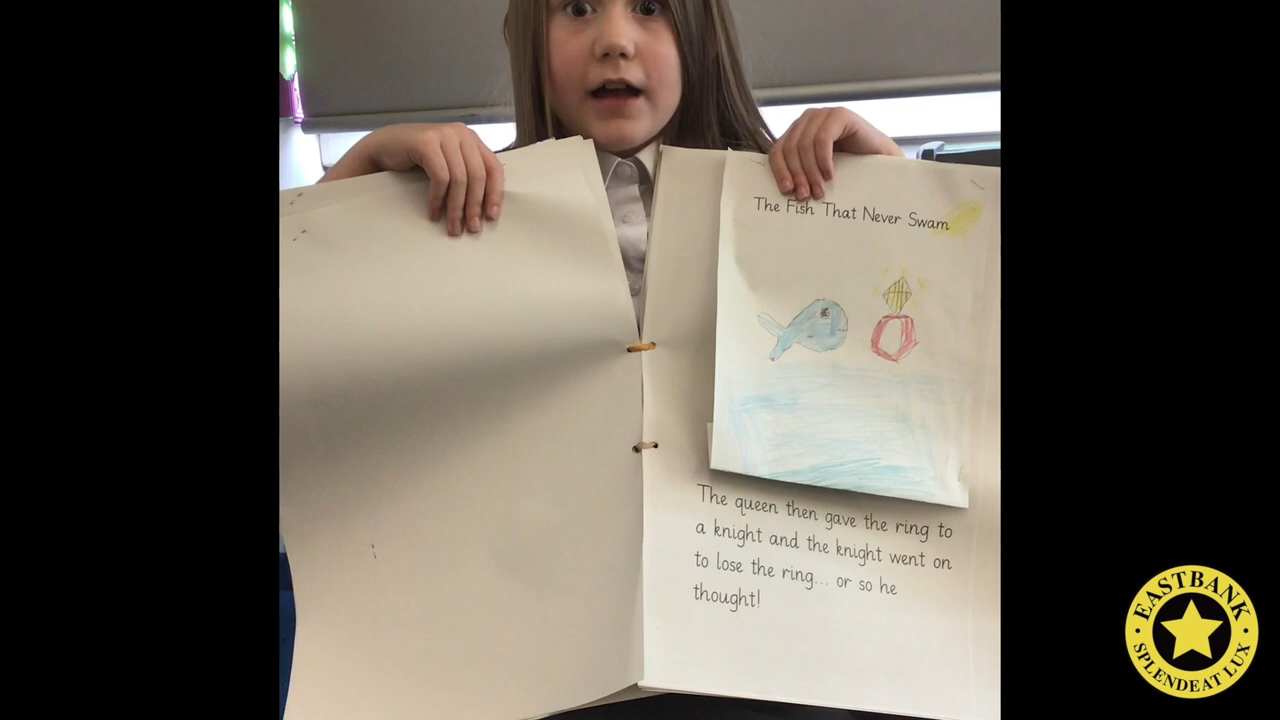 The Fish That Never Swam
The queen then gave the ring to
a knight and the knight went on
to lose the ring... or so he
thought!
EASTBANK
SPLENDEAT LUX